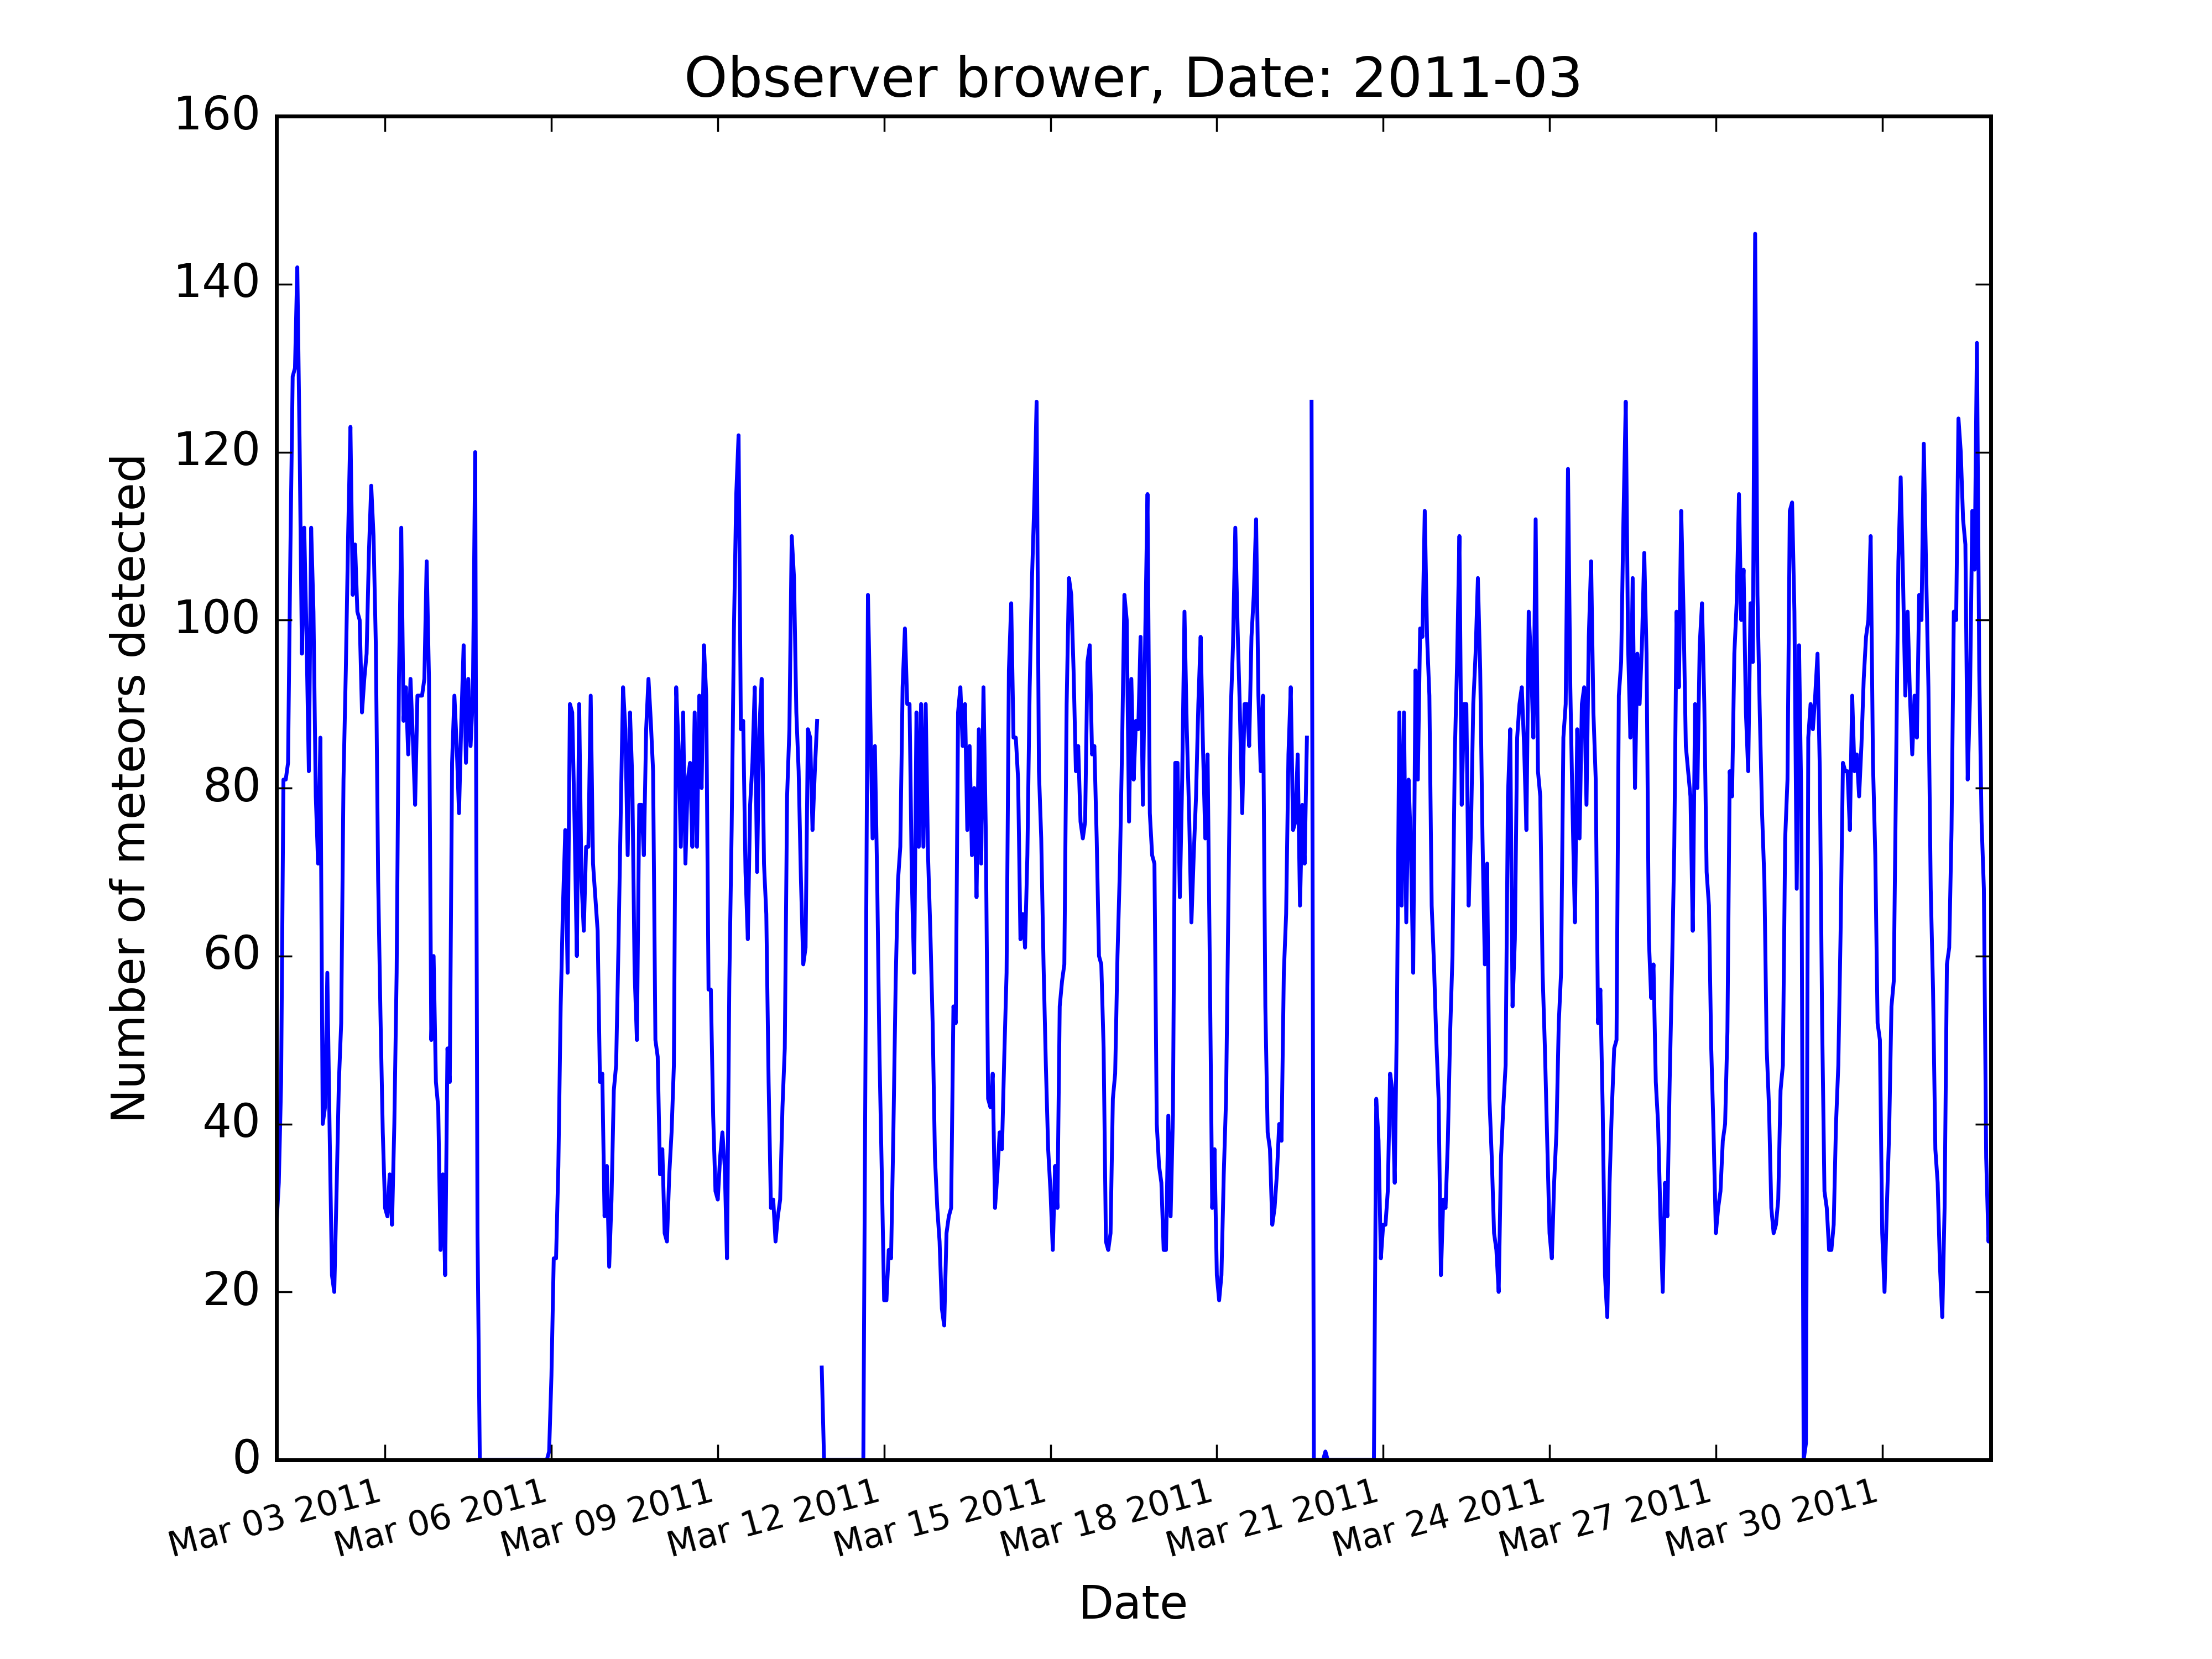 Observer brower, Date: 2011-03
160
140
120
100
80
60
40
20
0
Number of meteors detected
Mar 03 2011
Mar 06 2011
Mar 09 2011
Mar 12 2011
Mar 15 2011
Mar 18 2011
Mar 21 2011
Mar 24 2011
Mar 27 2011
Mar 30 2011
Date